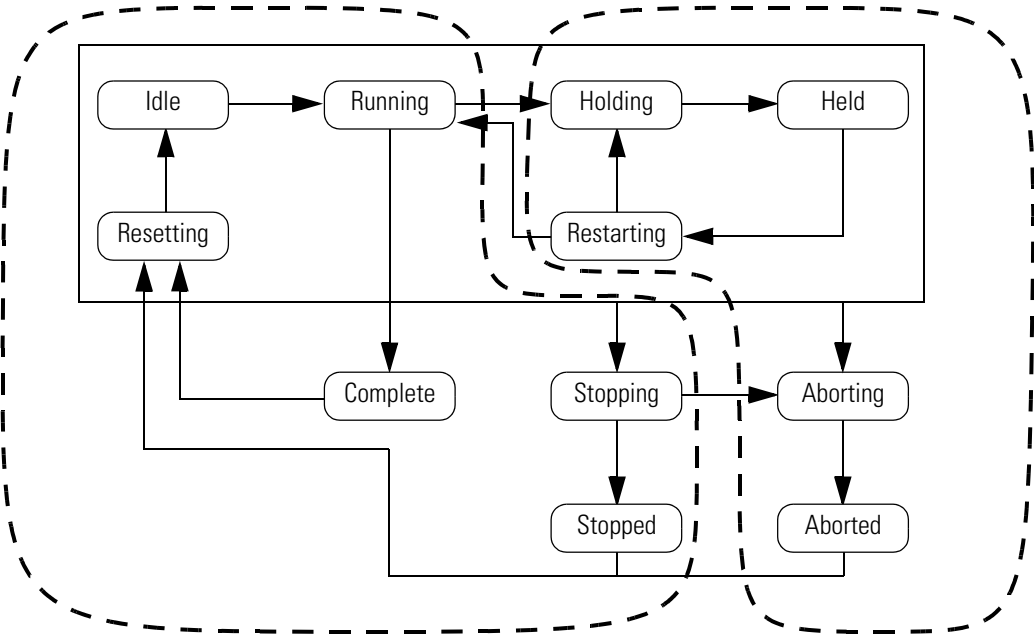 Idle
Running
Holding
Held
Resetting
Restarting
Complete
Stopping
Aborting
Stopped
Aborted